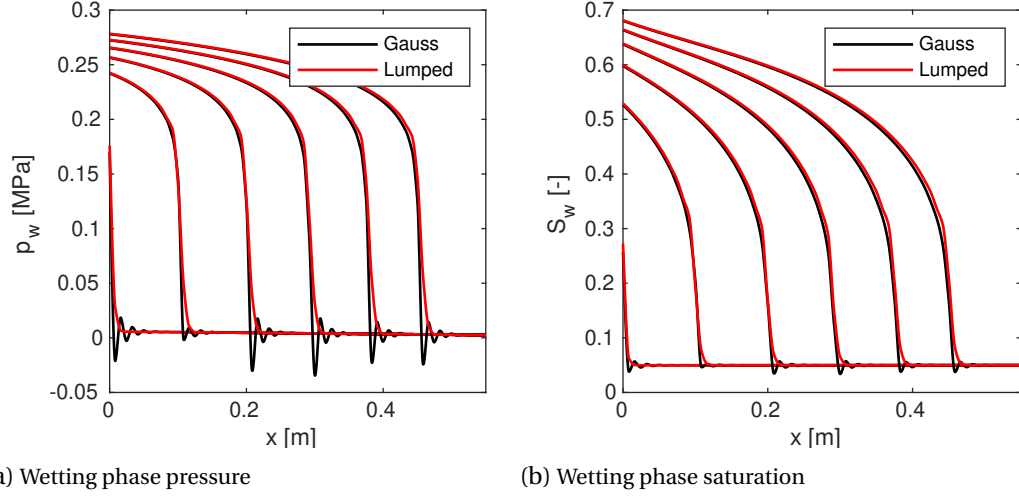 0.3
0.25
0.2
0.15
0.1
0.05
0
-0.05
p_w [MPa]
0
0.2
0.4
x [m]
Gauss
Lumped
0.7
0.6
0.5
0.4
0.3
0.2
0.1
0
S_w [-]
0
0.2
0.4
x [m]
Gauss
Lumped
a) Wetting phase pressure
(b) Wetting phase saturation